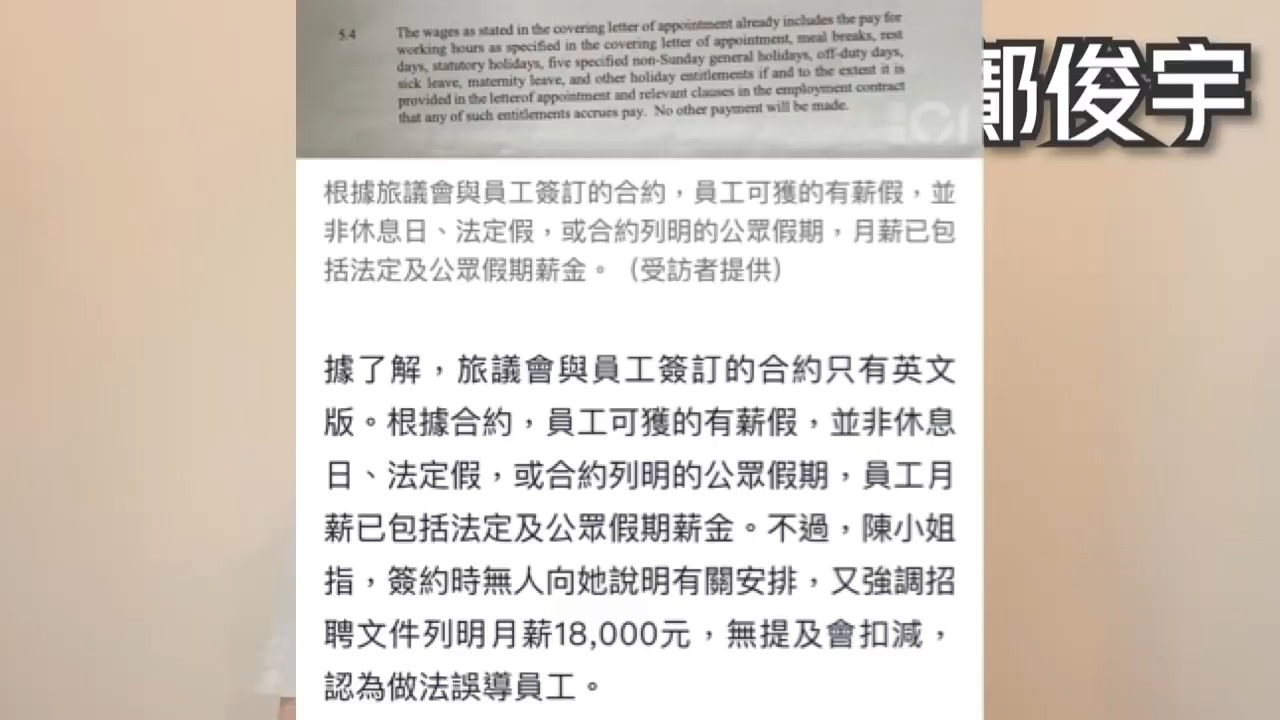 5.4 The wages as stated in the covering letter of appointment already includes the pay for
working hours as specified in the covering letter of appointment, meal breaks, rest
days, statutory holidays, five specified non-Sunday general holidays, off-duty days,
sick leave, maternity leave, and other holiday entitlements if and to the extent it is
provided in the letterof appointment and relevant clauses in the employment contract
that any of such entitlements accrues pay. No other payment will be made.
鄺俊宇
根據旅議會與員工簽訂的合約，員工可獲的有薪假，並
非休息日、法定假，或合約列明的公眾假期，月薪已包
括法定及公眾假期薪金。（受訪者提供）
據了解，旅議會與員工簽訂的合約只有英文
版。根據合約，員工可獲的有薪假，並非休息
日、法定假，或合約列明的公眾假期，員工月
薪已包括法定及公眾假期薪金。不過，陳小姐
指，簽約時無人向她說明有關安排，又強調招
聘文件列明月薪18,000元，無提及會扣減，
認為做法誤導員工。